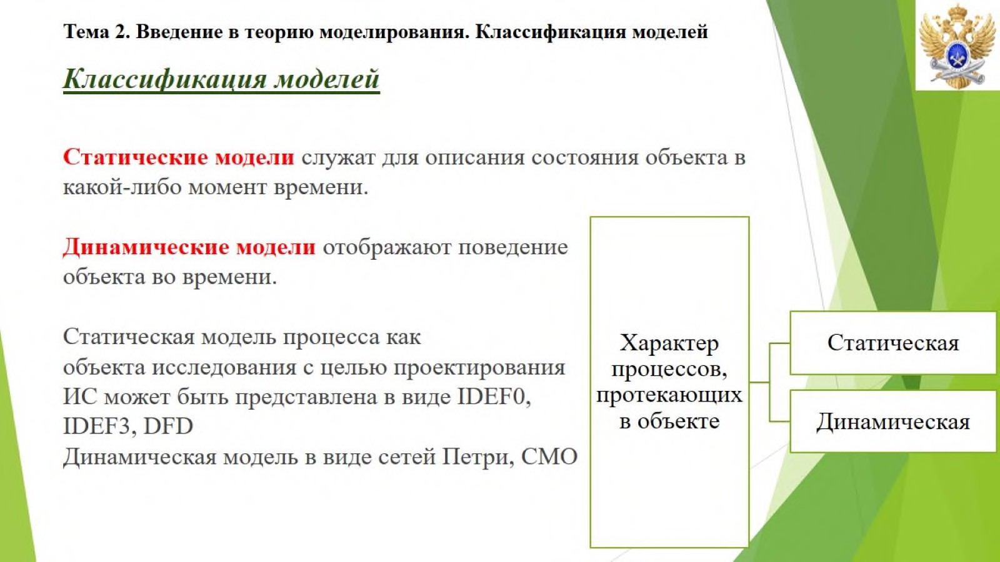 Тема 2. Введение в теорию моделирования. Классификация моделей
Классификация моделей
Статические модели служат для описания состояния объекта в
какой-либо момент времени.
Динамические модели отображают поведение
объекта во времени.
Статическая модель процесса как
объекта исследования с целью проектирования
ИС может быть представлена в виде IDEF0,
IDEF3, DFD
Динамическая модель в виде сетей Петри, СМО
Характер
процессов,
протекающих
в объекте
Статическая
Динамическая